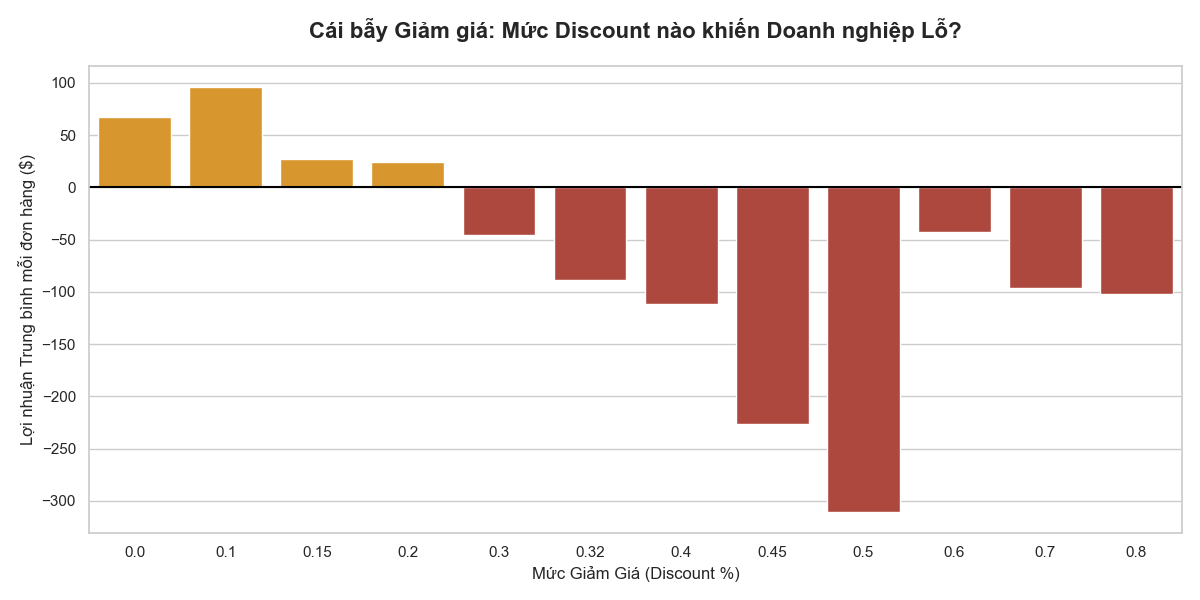 Cái bẫy Giảm giá: Mức Discount nào khiến Doanh nghiệp Lỗ?
Lợi nhuận Trung bình mỗi đơn hàng ($)
100
50
0
−50
−100
−150
−200
−250
−300
0.0 0.1 0.15 0.2 0.3 0.32 0.4 0.45 0.5 0.6 0.7 0.8
Mức Giảm Giá (Discount %)